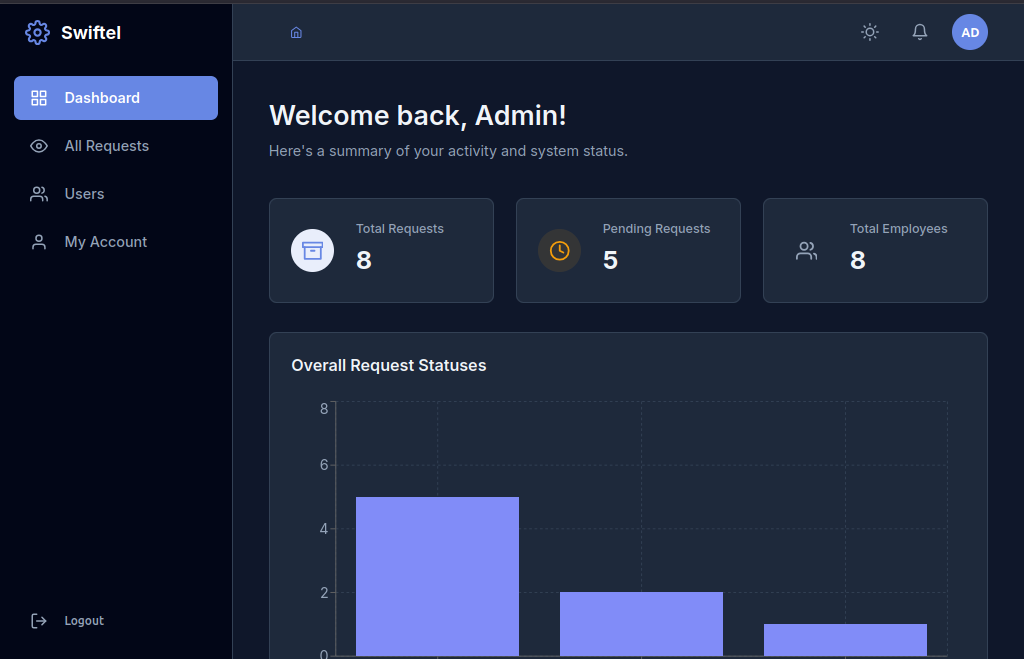 Swiftel
AD
Dashboard
All Requests
Users
My Account
Logout
Welcome back, Admin!
Here's a summary of your activity and system status.
Total Requests
8
Pending Requests
5
Total Employees
8
Overall Request Statuses
8
6
4
2
0